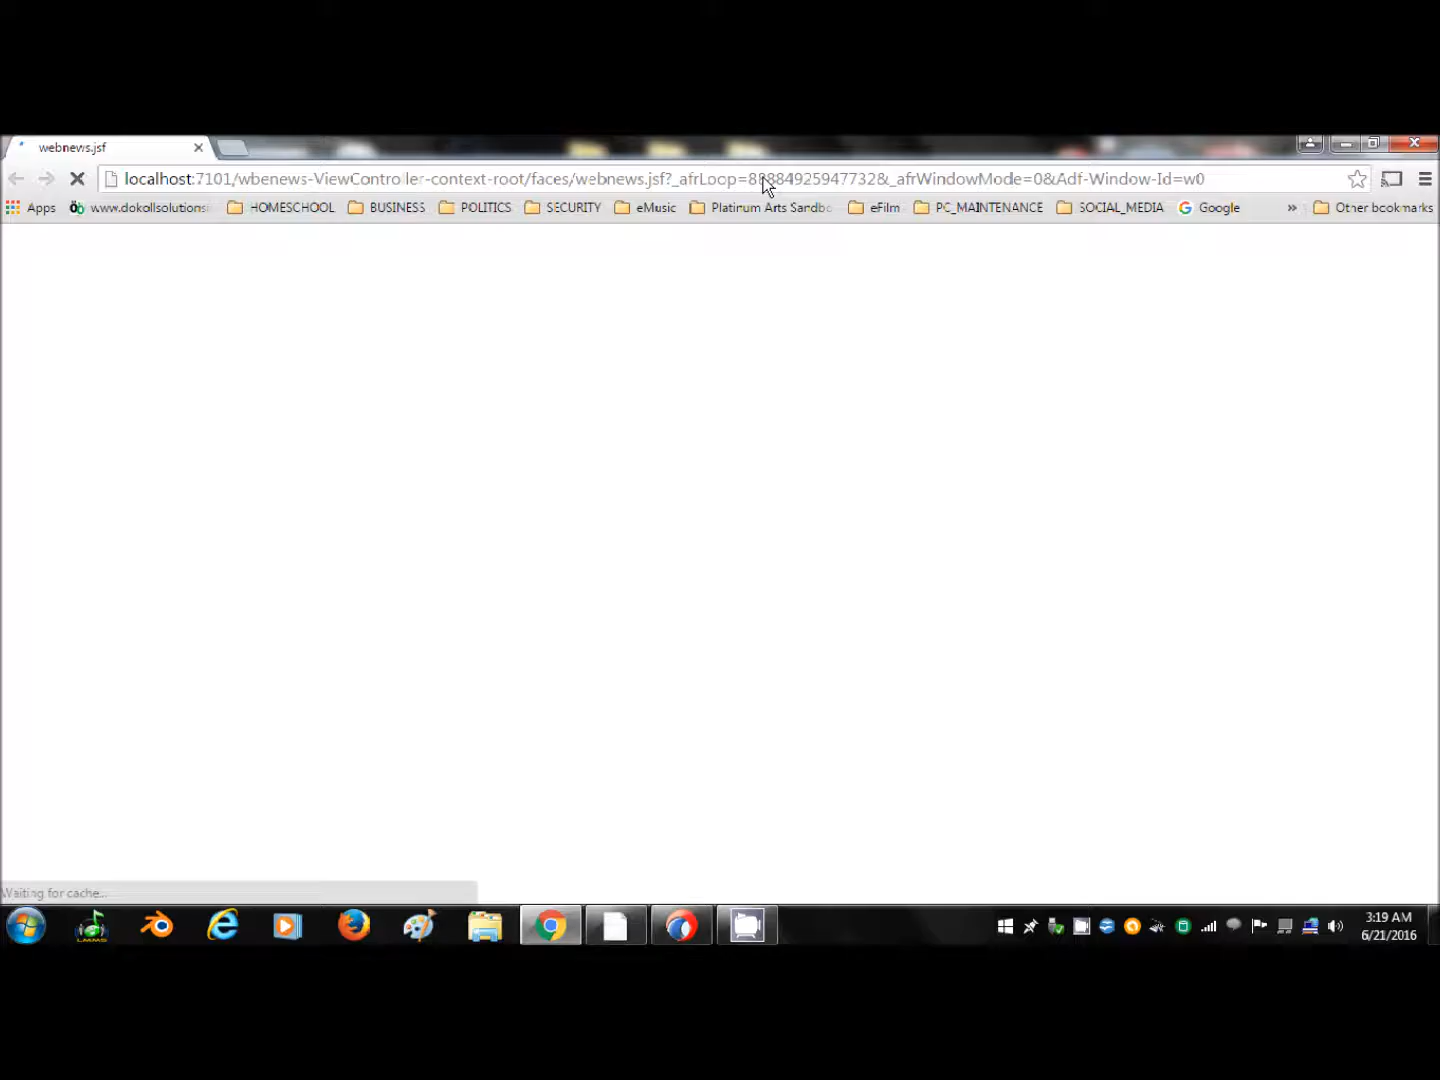 webnews.jsf
localhost:7101/wbenews-ViewController-context-root/faces/webnews.jsf?_afrLoop=88884925947732&_afrWindowMode=0&Adf-Window-Id=w0
Apps www.dokollsolutions HOMESCHOOL BUSINESS POLITICS SECURITY eMusic Platinum Arts Sandbo eFilm PC_MAINTENANCE SOCIAL_MEDIA Google » Other bookmarks
Waiting for cache...
LMMS
3:19 AM
6/21/2016